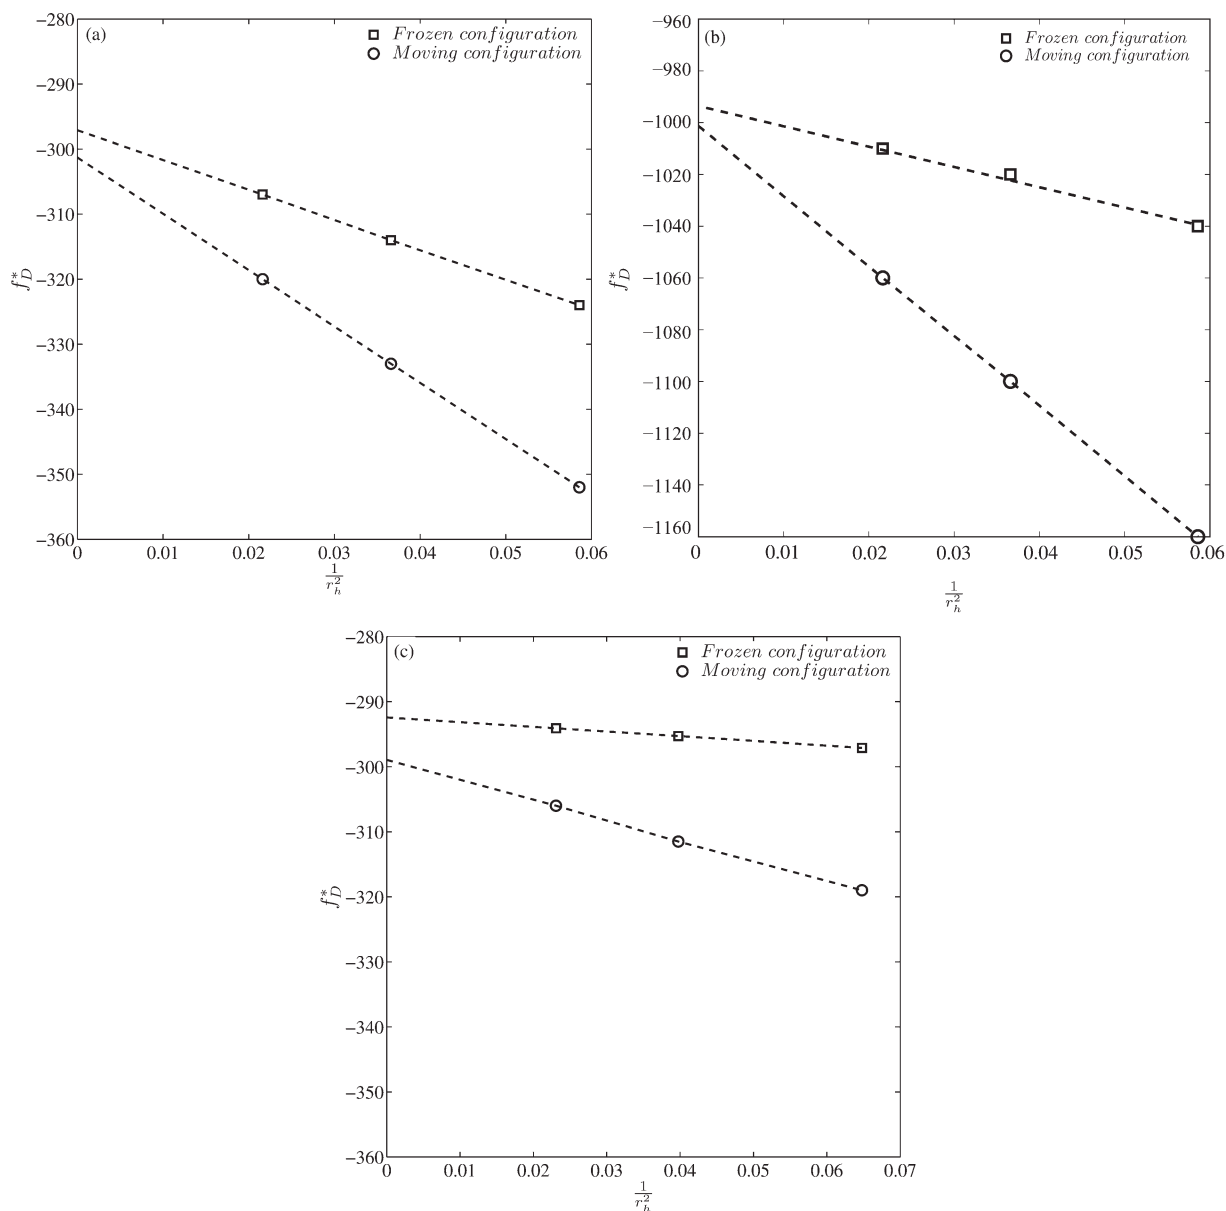 (a)
Frozen configuration
Moving configuration
−280
−290
−300
−310
−320
−330
−340
−350
−360
f*_D
0 0.01 0.02 0.03 0.04 0.05 0.06
1/r_h^2
(b)
Frozen configuration
Moving configuration
−960
−980
−1000
−1020
−1040
−1060
−1080
−1100
−1120
−1140
−1160
f*_D
0 0.01 0.02 0.03 0.04 0.05 0.06
1/r_h^2
(c)
Frozen configuration
Moving configuration
−280
−290
−300
−310
−320
−330
−340
−350
−360
f*_D
0 0.01 0.02 0.03 0.04 0.05 0.06 0.07
1/r_h^2